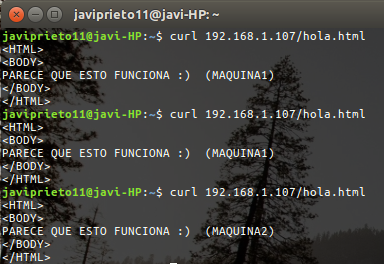 javiprieto11@javi-HP: ~
javiprieto11@javi-HP:~$ curl 192.168.1.107/hola.html
<HTML>
<BODY>
PARECE QUE ESTO FUNCIONA :)  (MAQUINA1)
</BODY>
</HTML>
javiprieto11@javi-HP:~$ curl 192.168.1.107/hola.html
<HTML>
<BODY>
PARECE QUE ESTO FUNCIONA :)  (MAQUINA1)
</BODY>
</HTML>
javiprieto11@javi-HP:~$ curl 192.168.1.107/hola.html
<HTML>
<BODY>
PARECE QUE ESTO FUNCIONA :)  (MAQUINA2)
</BODY>
</HTML>